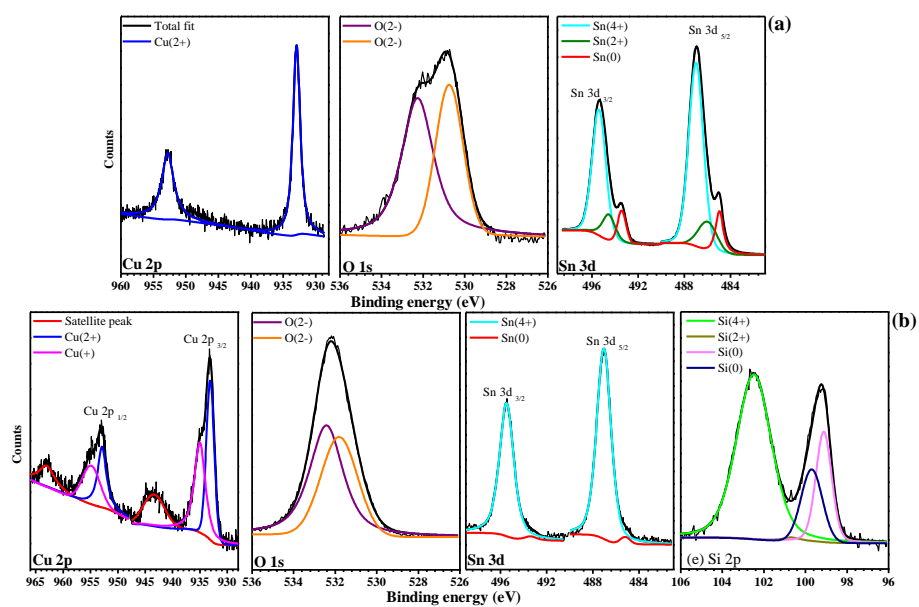 (a)
Total fit
Cu(2+)
O(2-)
O(2-)
Sn(4+)
Sn(2+)
Sn(0)
Sn 3d 5/2
Sn 3d 3/2
Counts
Cu 2p
O 1s
Sn 3d
960 955 950 945 940 935 930
536 534 532 530 528 526
496 492 488 484
Binding energy (eV)
(b)
Satellite peak
Cu(2+)
Cu(+)
Cu 2p 3/2
Cu 2p 1/2
O(2-)
O(2-)
Sn(4+)
Sn(0)
Sn 3d 5/2
Sn 3d 3/2
Si(4+)
Si(2+)
Si(0)
Si(0)
Counts
Cu 2p
O 1s
Sn 3d
(e) Si 2p
965 960 955 950 945 940 935 930
536 534 532 530 528 526
496 492 488 484
106 104 102 100 98 96
Binding energy (eV)